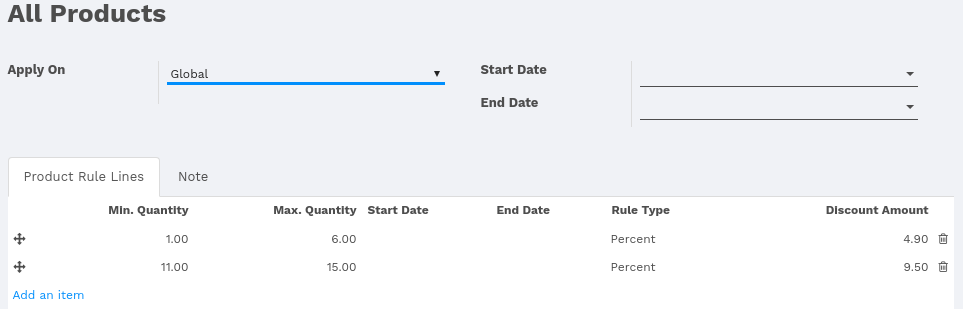 All Products
Apply On
Global
Start Date
End Date
Product Rule Lines Note
Min. Quantity Max. Quantity Start Date End Date Rule Type Discount Amount
1.00 6.00 Percent 4.90
11.00 15.00 Percent 9.50
Add an item